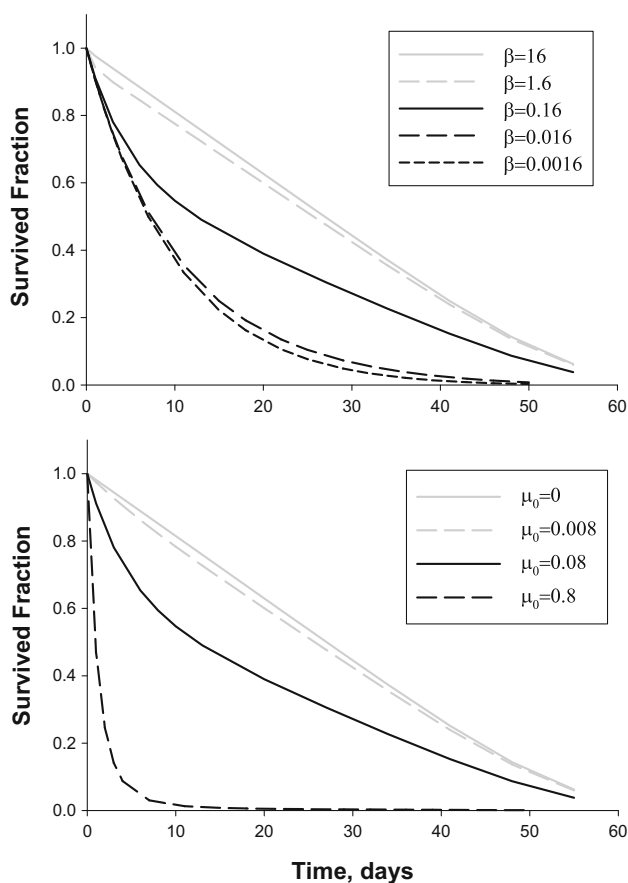 1.0
0.8
0.6
0.4
0.2
0.0
Survived Fraction
β=16
β=1.6
β=0.16
β=0.016
β=0.0016
0 10 20 30 40 50 60
1.0
0.8
0.6
0.4
0.2
0.0
Survived Fraction
μ₀=0
μ₀=0.008
μ₀=0.08
μ₀=0.8
0 10 20 30 40 50 60
Time, days